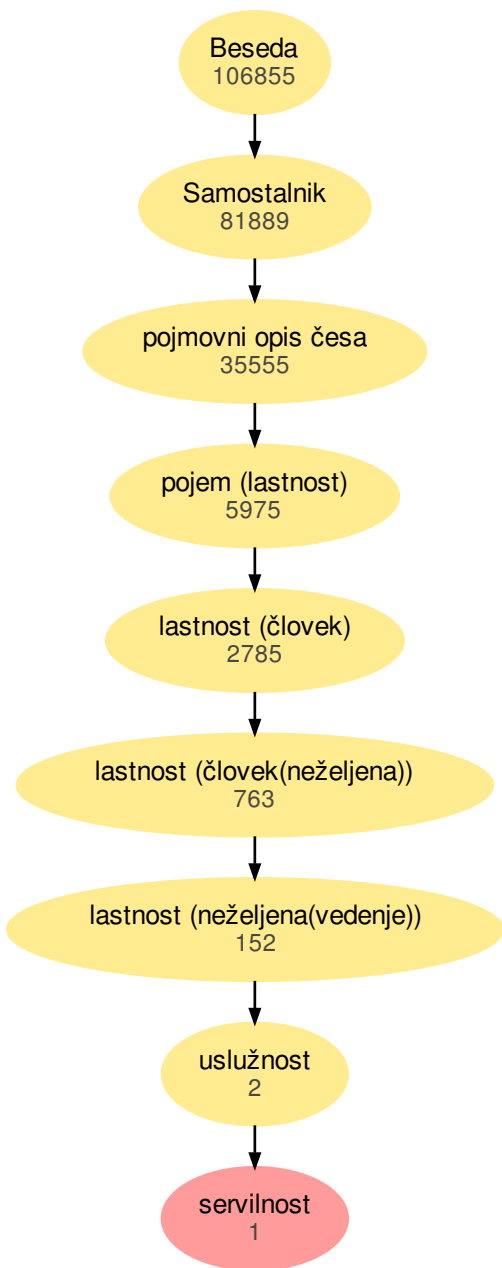 Beseda
106855
Samostalnik
81889
pojmovni opis česa
35555
pojem (lastnost)
5975
lastnost (človek)
2785
lastnost (človek(neželjena))
763
lastnost (neželjena(vedenje))
152
uslužnost
2
servilnost
1